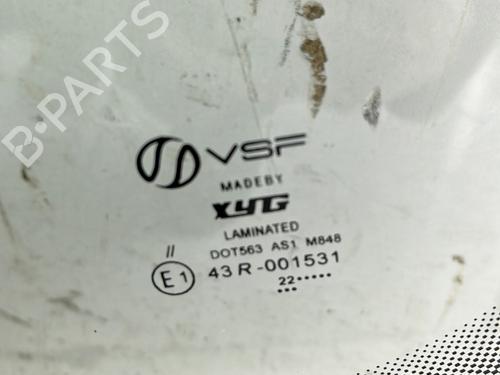 B-PARTS
VSF
MADEBY
XYG
LAMINATED
DOT563 AS1 M848
II
E1 43R-001531
22•••••
•••